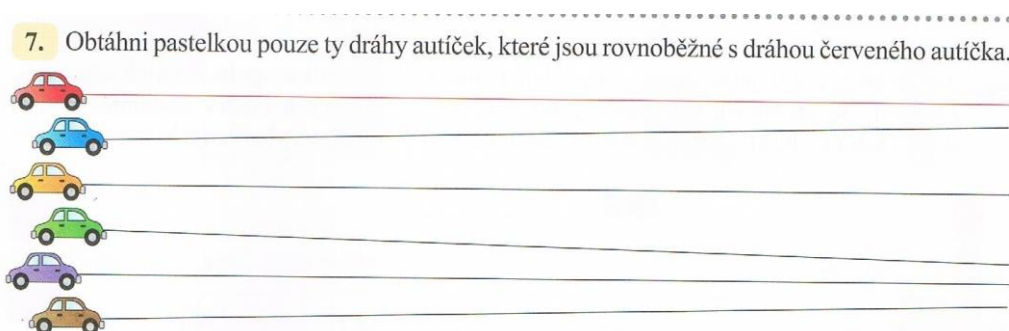 7. Obtáhni pastelkou pouze ty dráhy autíček, které jsou rovnoběžné s dráhou červeného autíčka.